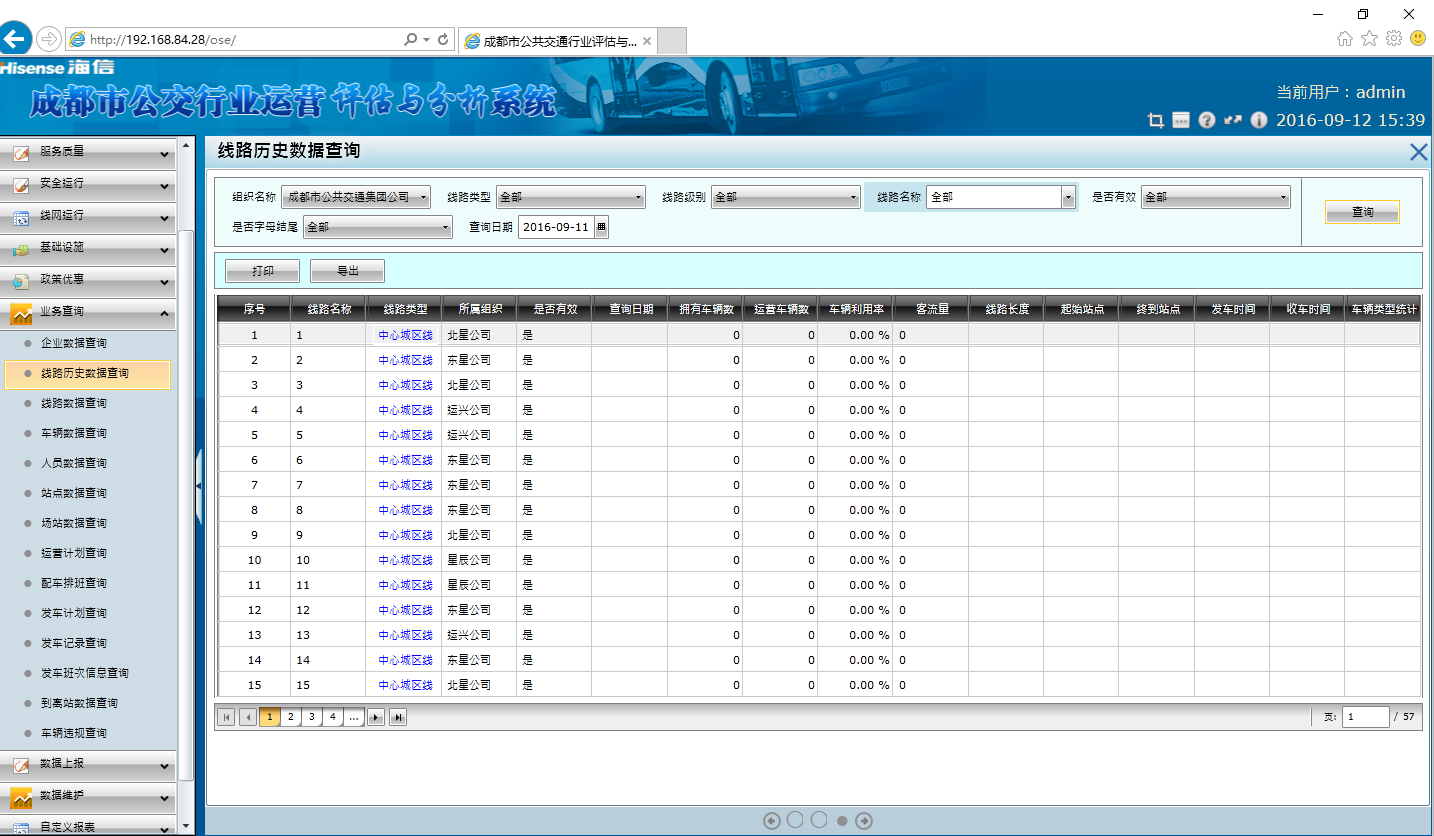 http://192.168.84.28/ose/
成都市公共交通行业评估与...
Hisense 海信
成都市公交行业运营评估与分析系统
当前用户：admin
2016-09-12 15:39
服务质量
安全运行
线网运行
基础设施
政策优惠
业务查询
企业数据查询
线路历史数据查询
线路数据查询
车辆数据查询
人员数据查询
站点数据查询
场站数据查询
运营计划查询
配车排班查询
发车计划查询
发车记录查询
发车班次信息查询
到离站数据查询
车辆违规查询
数据上报
数据维护
自定义报表
线路历史数据查询
组织名称 成都市公共交通集团公司 线路类型 全部 线路级别 全部 线路名称 全部 是否有效 全部
是否字母结尾 全部 查询日期 2016-09-11
查询
打印 导出
序号 线路名称 线路类型 所属组织 是否有效 查询日期 拥有车辆数 运营车辆数 车辆利用率 客流量 线路长度 起始站点 终到站点 发车时间 收车时间 车辆类型统计
1 1 中心城区线 北星公司 是 0 0 0.00 % 0
2 2 中心城区线 东星公司 是 0 0 0.00 % 0
3 3 中心城区线 北星公司 是 0 0 0.00 % 0
4 4 中心城区线 运兴公司 是 0 0 0.00 % 0
5 5 中心城区线 运兴公司 是 0 0 0.00 % 0
6 6 中心城区线 东星公司 是 0 0 0.00 % 0
7 7 中心城区线 东星公司 是 0 0 0.00 % 0
8 8 中心城区线 东星公司 是 0 0 0.00 % 0
9 9 中心城区线 北星公司 是 0 0 0.00 % 0
10 10 中心城区线 星辰公司 是 0 0 0.00 % 0
11 11 中心城区线 星辰公司 是 0 0 0.00 % 0
12 12 中心城区线 东星公司 是 0 0 0.00 % 0
13 13 中心城区线 运兴公司 是 0 0 0.00 % 0
14 14 中心城区线 东星公司 是 0 0 0.00 % 0
15 15 中心城区线 北星公司 是 0 0 0.00 % 0
1 2 3 4 ... 页: 1 / 57